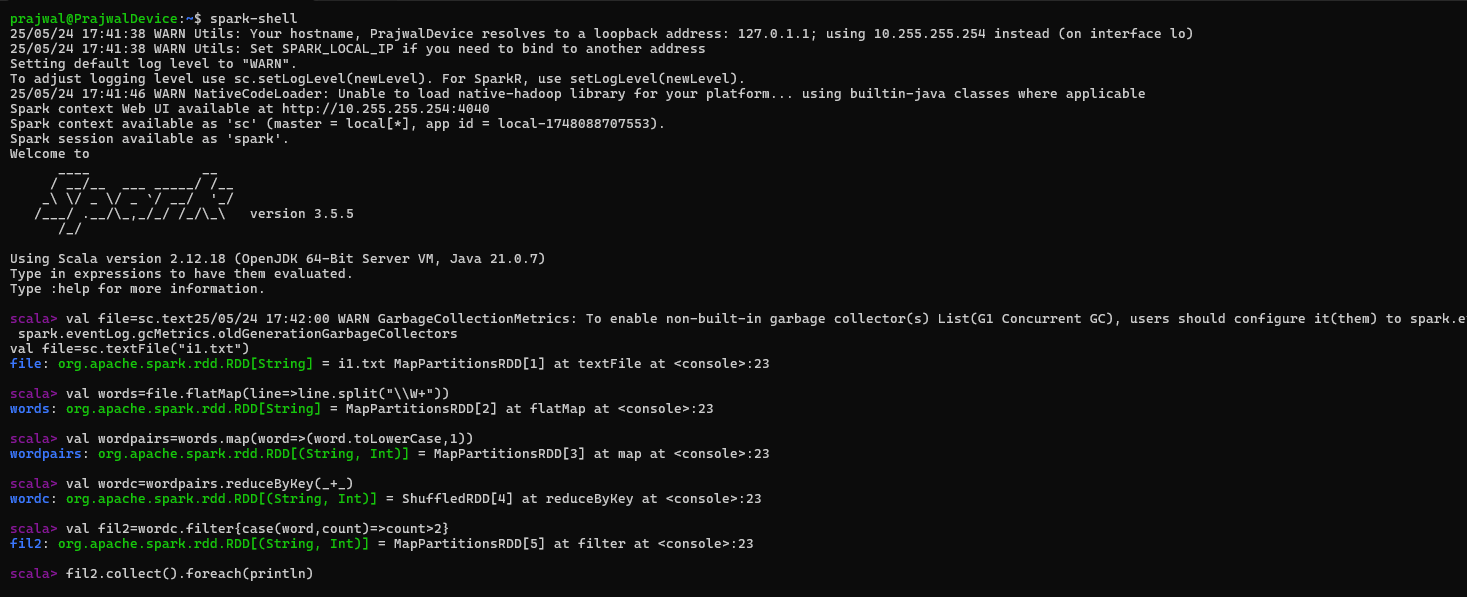 prajwal@PrajwalDevice:~$ spark-shell
25/05/24 17:41:38 WARN Utils: Your hostname, PrajwalDevice resolves to a loopback address: 127.0.1.1; using 10.255.255.254 instead (on interface lo)
25/05/24 17:41:38 WARN Utils: Set SPARK_LOCAL_IP if you need to bind to another address
Setting default log level to "WARN".
To adjust logging level use sc.setLogLevel(newLevel). For SparkR, use setLogLevel(newLevel).
25/05/24 17:41:46 WARN NativeCodeLoader: Unable to load native-hadoop library for your platform... using builtin-java classes where applicable
Spark context Web UI available at http://10.255.255.254:4040
Spark context available as 'sc' (master = local[*], app id = local-1748088707553).
Spark session available as 'spark'.
Welcome to
      ____              __
     / __/__  ___ _____/ /__
    _\ \/ _ \/ _ `/ __/  '_/
   /___/ .__/\_,_/_/ /_/\_\   version 3.5.5
      /_/

Using Scala version 2.12.18 (OpenJDK 64-Bit Server VM, Java 21.0.7)
Type in expressions to have them evaluated.
Type :help for more information.

scala> val file=sc.text25/05/24 17:42:00 WARN GarbageCollectionMetrics: To enable non-built-in garbage collector(s) List(G1 Concurrent GC), users should configure it(them) to spark.e
 spark.eventLog.gcMetrics.oldGenerationGarbageCollectors
val file=sc.textFile("i1.txt")
file: org.apache.spark.rdd.RDD[String] = i1.txt MapPartitionsRDD[1] at textFile at <console>:23

scala> val words=file.flatMap(line=>line.split("\\W+"))
words: org.apache.spark.rdd.RDD[String] = MapPartitionsRDD[2] at flatMap at <console>:23

scala> val wordpairs=words.map(word=>(word.toLowerCase,1))
wordpairs: org.apache.spark.rdd.RDD[(String, Int)] = MapPartitionsRDD[3] at map at <console>:23

scala> val wordc=wordpairs.reduceByKey(_+_)
wordc: org.apache.spark.rdd.RDD[(String, Int)] = ShuffledRDD[4] at reduceByKey at <console>:23

scala> val fil2=wordc.filter{case(word,count)=>count>2}
fil2: org.apache.spark.rdd.RDD[(String, Int)] = MapPartitionsRDD[5] at filter at <console>:23

scala> fil2.collect().foreach(println)